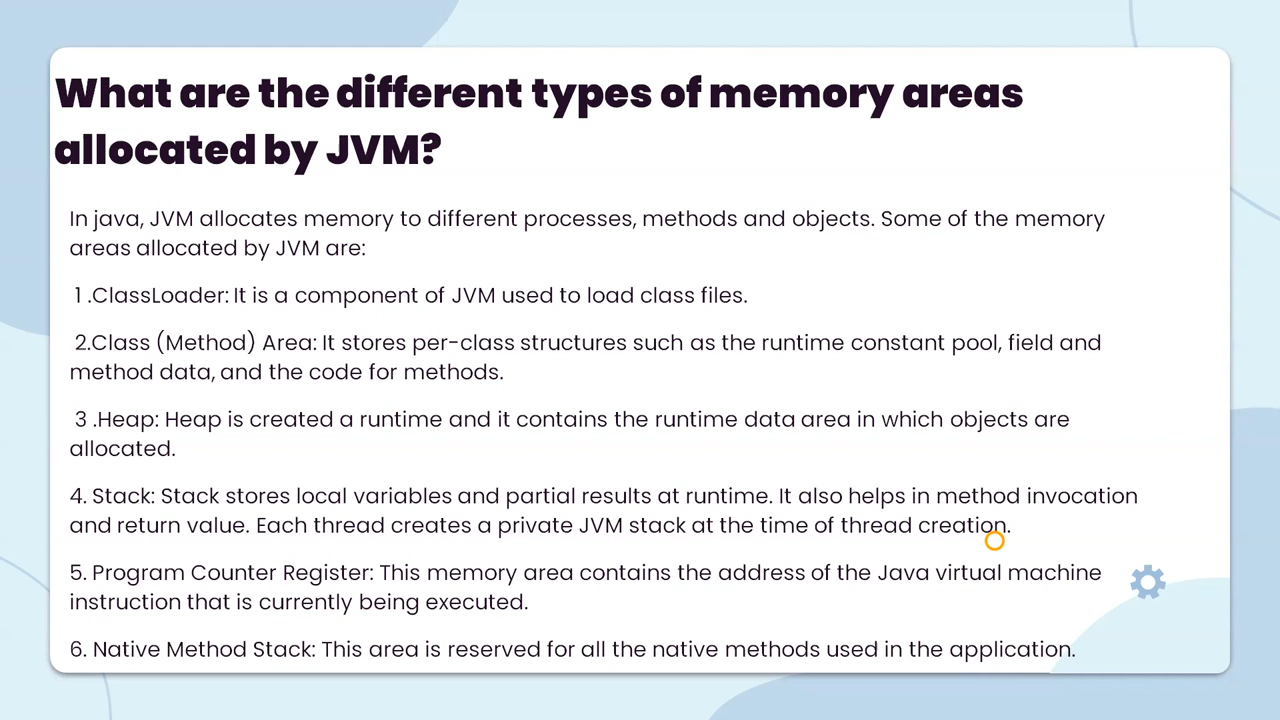 What are the different types of memory areas
allocated by JVM?
In java, JVM allocates memory to different processes, methods and objects. Some of the memory
areas allocated by JVM are:
1 .ClassLoader: It is a component of JVM used to load class files.
2.Class (Method) Area: It stores per-class structures such as the runtime constant pool, field and
method data, and the code for methods.
3 .Heap: Heap is created a runtime and it contains the runtime data area in which objects are
allocated.
4. Stack: Stack stores local variables and partial results at runtime. It also helps in method invocation
and return value. Each thread creates a private JVM stack at the time of thread creation.
5. Program Counter Register: This memory area contains the address of the Java virtual machine
instruction that is currently being executed.
6. Native Method Stack: This area is reserved for all the native methods used in the application.